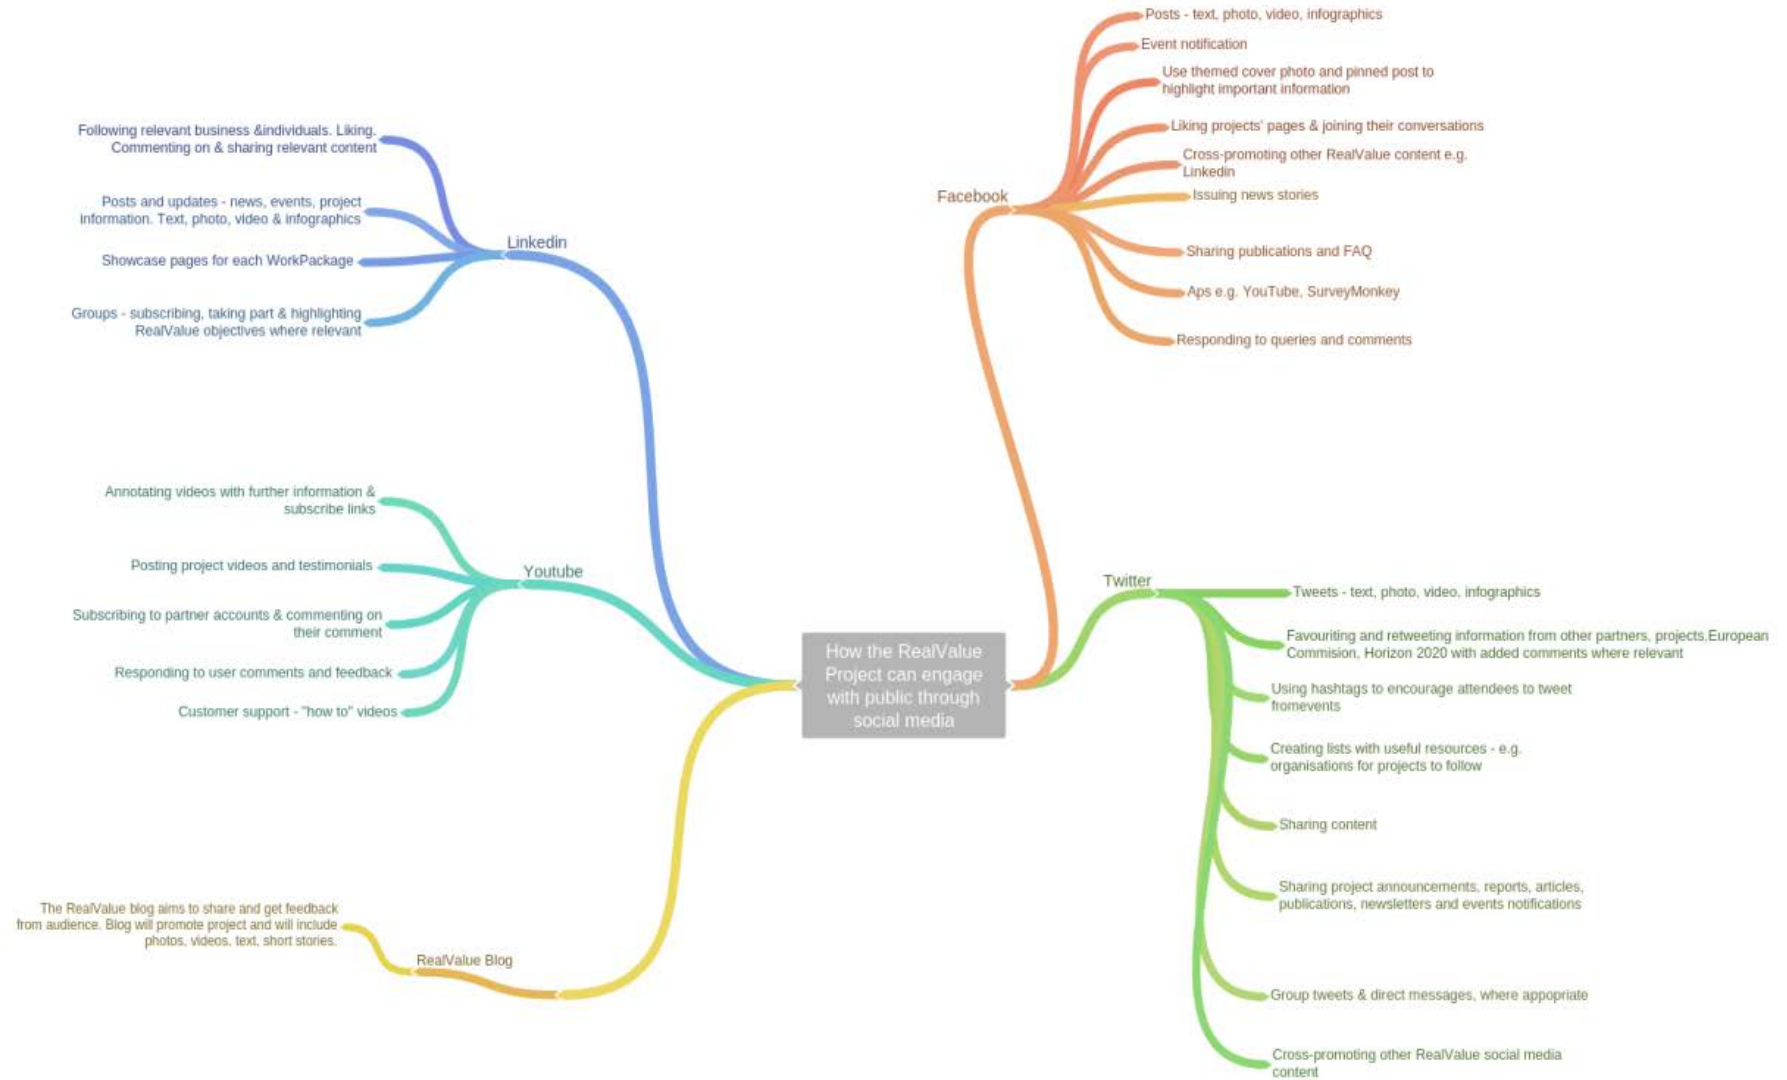 How the RealValue
Project can engage
with public through
social media
Linkedin
Following relevant business &individuals. Liking.
Commenting on & sharing relevant content
Posts and updates - news, events, project
information. Text, photo, video & infographics
Showcase pages for each WorkPackage
Groups - subscribing, taking part & highlighting
RealValue objectives where relevant
Youtube
Annotating videos with further information &
subscribe links
Posting project videos and testimonials
Subscribing to partner accounts & commenting on
their comment
Responding to user comments and feedback
Customer support - "how to" videos
RealValue Blog
The RealValue blog aims to share and get feedback
from audience. Blog will promote project and will include
photos, videos, text, short stories.
Facebook
Posts - text, photo, video, infographics
Event notification
Use themed cover photo and pinned post to
highlight important information
Liking projects' pages & joining their conversations
Cross-promoting other RealValue content e.g.
Linkedin
Issuing news stories
Sharing publications and FAQ
Aps e.g. YouTube, SurveyMonkey
Responding to queries and comments
Twitter
Tweets - text, photo, video, infographics
Favouriting and retweeting information from other partners, projects,European
Commision, Horizon 2020 with added comments where relevant
Using hashtags to encourage attendees to tweet
fromevents
Creating lists with useful resources - e.g.
organisations for projects to follow
Sharing content
Sharing project announcements, reports, articles,
publications, newsletters and events notifications
Group tweets & direct messages, where appopriate
Cross-promoting other RealValue social media
content